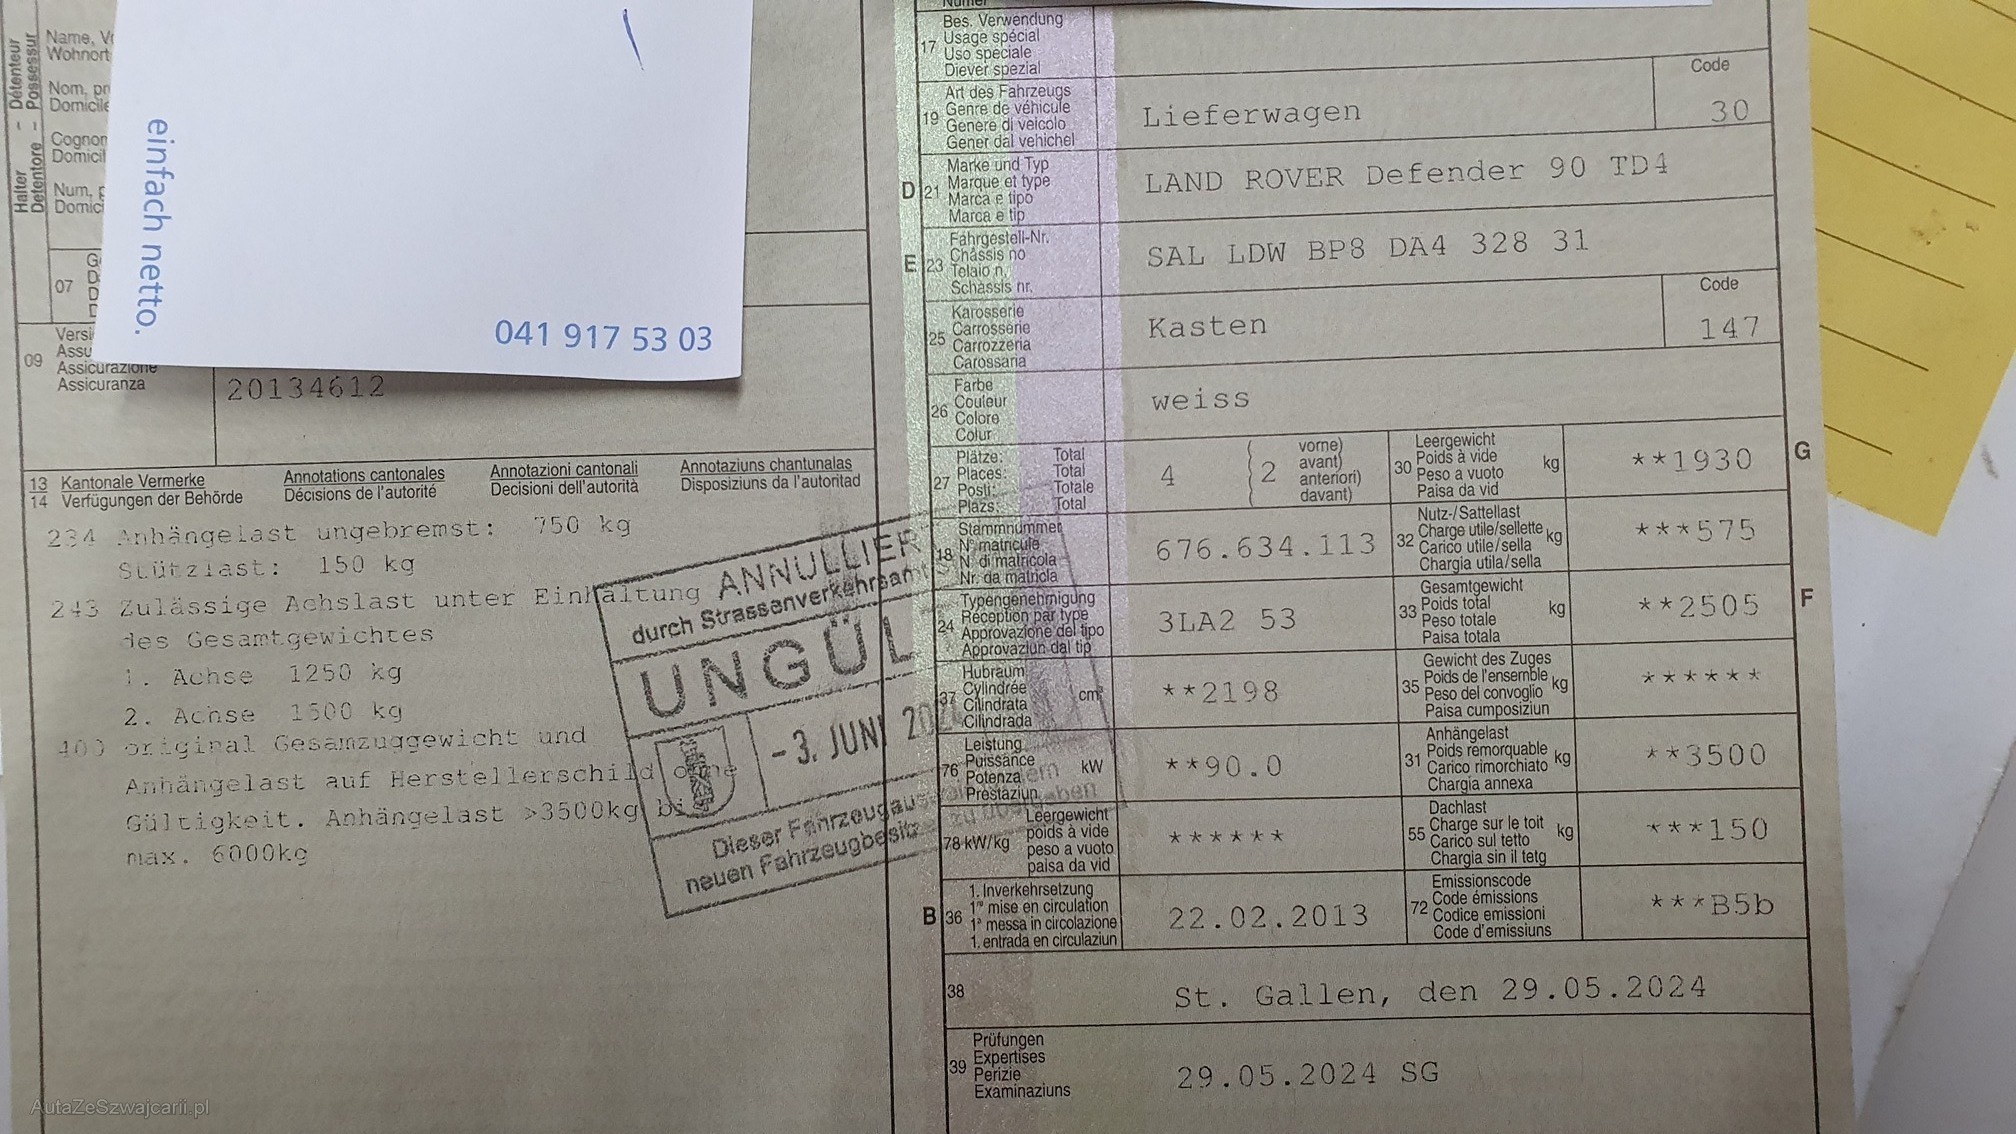 Halter - Détenteur
Detentore - Possessur
Name, V
Wohnort
Nom, pr
Domicile
Cognom
Domicil
Num, p
Domici
einfach netto.
041 917 53 03
07
G
D
D
D
09
Versi
Assu
Assicurazione
Assicuranza
20134612
13 Kantonale Vermerke Annotations cantonales Annotazioni cantonali Annotaziuns chantunalas
14 Verfügungen der Behörde Décisions de l'autorité Decisioni dell'autorità Disposiziuns da l'autoritad
234 Anhängelast ungebremst: 750 kg
Stützlast: 150 kg
243 Zulässige Achslast unter Einhaltung
des Gesamtgewichtes
1. Achse 1250 kg
2. Achse 1500 kg
400 original Gesamzuggewicht und
Anhängelast auf Herstellerschild ohne
Gültigkeit. Anhängelast >3500kg bis
max. 6000kg
ANNULLIER
durch Strassenverkehrsamt
UNGÜL
-3. JUNI 202
Dieser Fahrzeugaus
neuen Fahrzeugbesitz
zu übergeben
Numer
17 Bes. Verwendung
Usage spécial
Uso speciale
Diever spezial
19 Art des Fahrzeugs
Genre de véhicule
Genere di veicolo
Gener dal vehichel
Lieferwagen
Code
30
D 21 Marke und Typ
Marque et type
Marca e tipo
Marca e tip
LAND ROVER Defender 90 TD4
E 23 Fahrgestell-Nr.
Châssis no
Telaio n.
Schassis nr.
SAL LDW BP8 DA4 328 31
25 Karosserie
Carrosserie
Carrozzeria
Carossaria
Kasten
Code
147
26 Farbe
Couleur
Colore
Colur
weiss
27 Plätze: Total
Places: Total
Posti: Totale
Plazs: Total
4
2
vorne)
avant)
anteriori)
davant)
30 Leergewicht
Poids à vide
Peso a vuoto
Paisa da vid
kg
**1930
G
18 Stammnummer
N° matricule
N. di matricola
Nr. da matricla
676.634.113
32 Nutz-/Sattellast
Charge utile/sellette
Carico utile/sella
Chargia utila/sella
kg
***575
24 Typengenehmigung
Réception par type
Approvazione del tipo
Approvaziun dal tip
3LA2 53
33 Gesamtgewicht
Poids total
Peso totale
Paisa totala
kg
**2505
F
37 Hubraum
Cylindrée
Cilindrata
Cilindrada
cm³
**2198
35 Gewicht des Zuges
Poids de l'ensemble
Peso del convoglio
Paisa cumposiziun
kg
******
76 Leistung
Puissance
Potenza
Prestaziun
kW
**90.0
31 Anhängelast
Poids remorquable
Carico rimorchiato
Chargia annexa
kg
**3500
78 kW/kg
Leergewicht
poids à vide
peso a vuoto
paisa da vid
******
55 Dachlast
Charge sur le toit
Carico sul tetto
Chargia sin il tetg
kg
***150
B 36 1. Inverkehrsetzung
1re mise en circulation
1a messa in circolazione
1. entrada en circulaziun
22.02.2013
72 Emissionscode
Code émissions
Codice emissioni
Code d'emissiuns
***B5b
38
St. Gallen, den 29.05.2024
39 Prüfungen
Expertises
Perizie
Examinaziuns
29.05.2024 SG
AutaZeSzwajcarii.pl